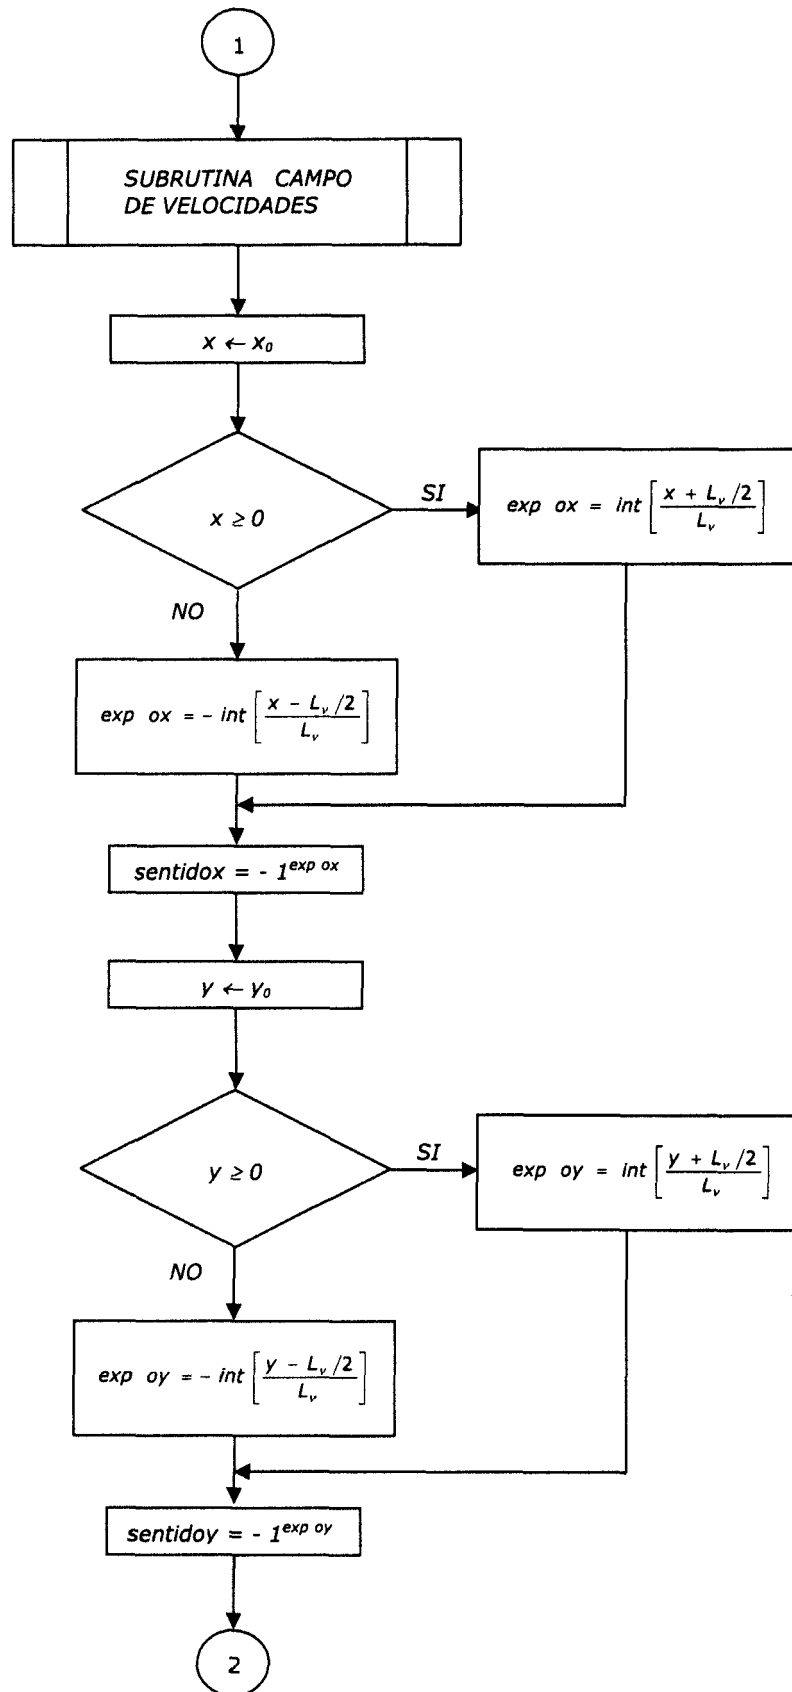 1
SUBRUTINA CAMPO
DE VELOCIDADES
x ← x₀
x ≥ 0
SI
exp ox = int [ (x + Lᵥ/2) / Lᵥ ]
NO
exp ox = - int [ (x - Lᵥ/2) / Lᵥ ]
sentidox = - 1^(exp ox)
y ← y₀
y ≥ 0
SI
exp oy = int [ (y + Lᵥ/2) / Lᵥ ]
NO
exp oy = - int [ (y - Lᵥ/2) / Lᵥ ]
sentidoy = - 1^(exp oy)
2